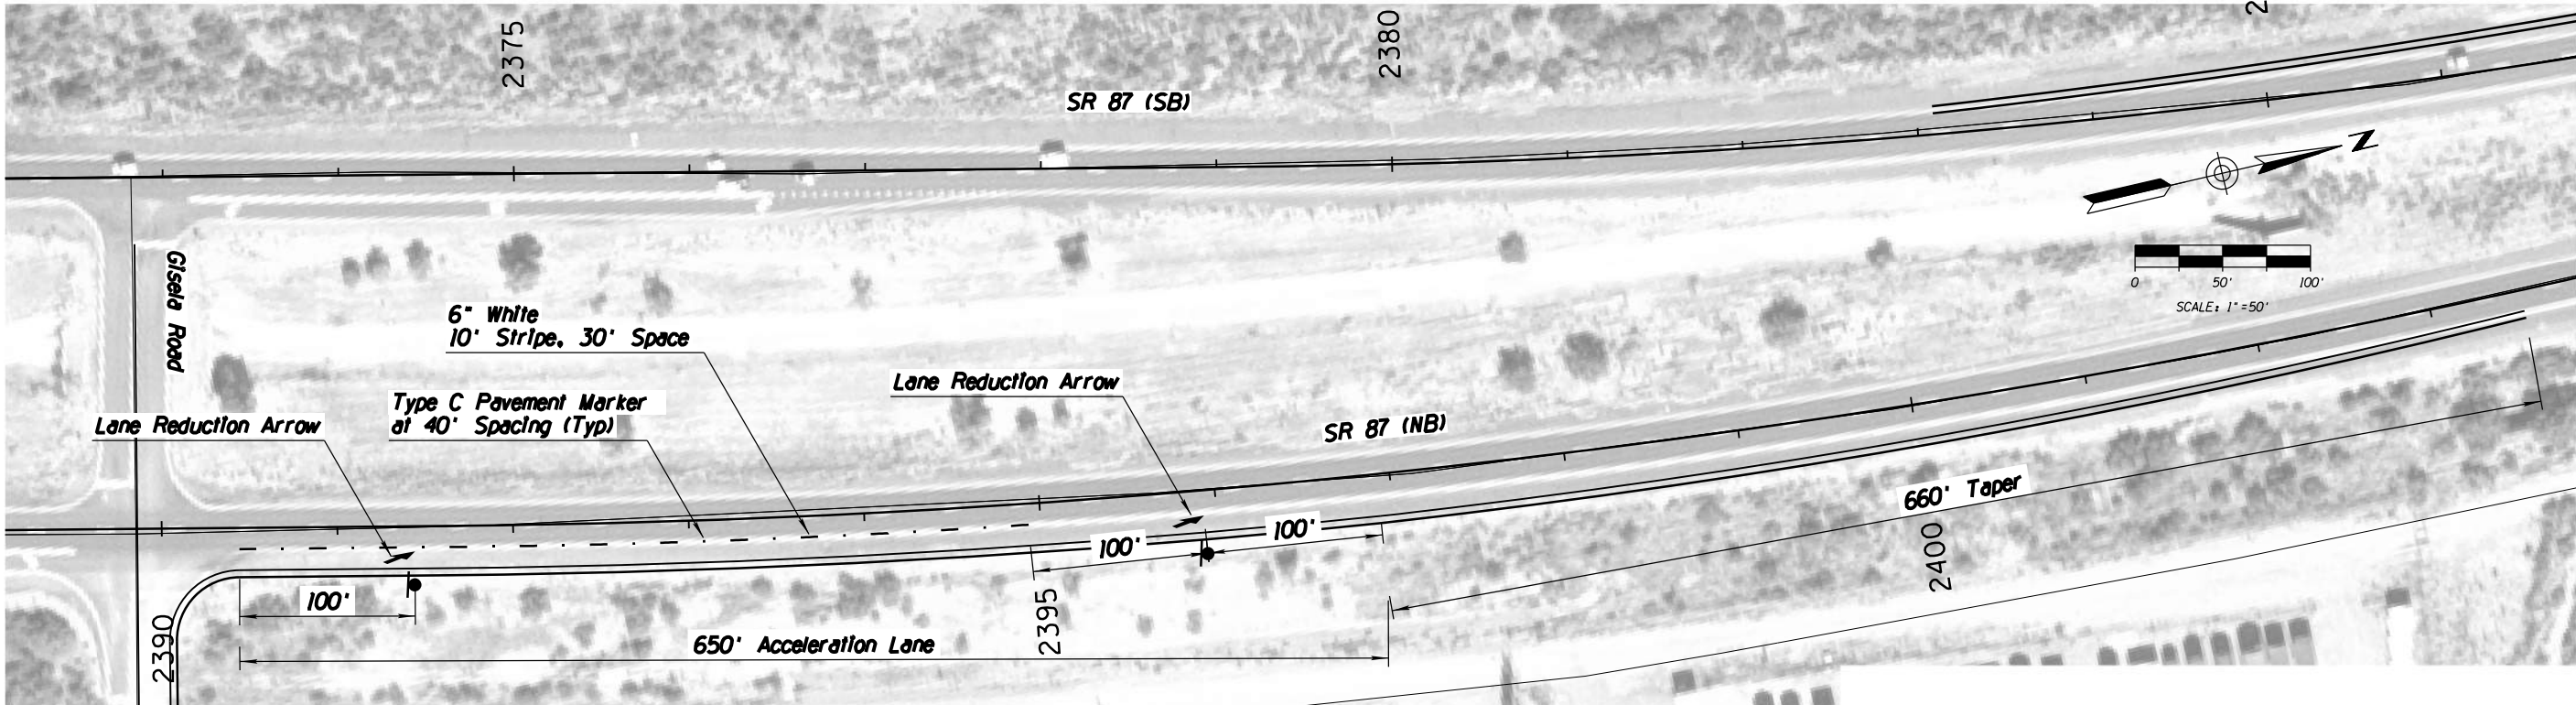 2375
2380
2
SR 87 (SB)
N
Gisela Road
0 50' 100'
SCALE: 1"=50'
6" White
10' Stripe, 30' Space
Lane Reduction Arrow
Type C Pavement Marker
at 40' Spacing (Typ)
Lane Reduction Arrow
SR 87 (NB)
660' Taper
100'
100'
100'
2400
2390
2395
650' Acceleration Lane